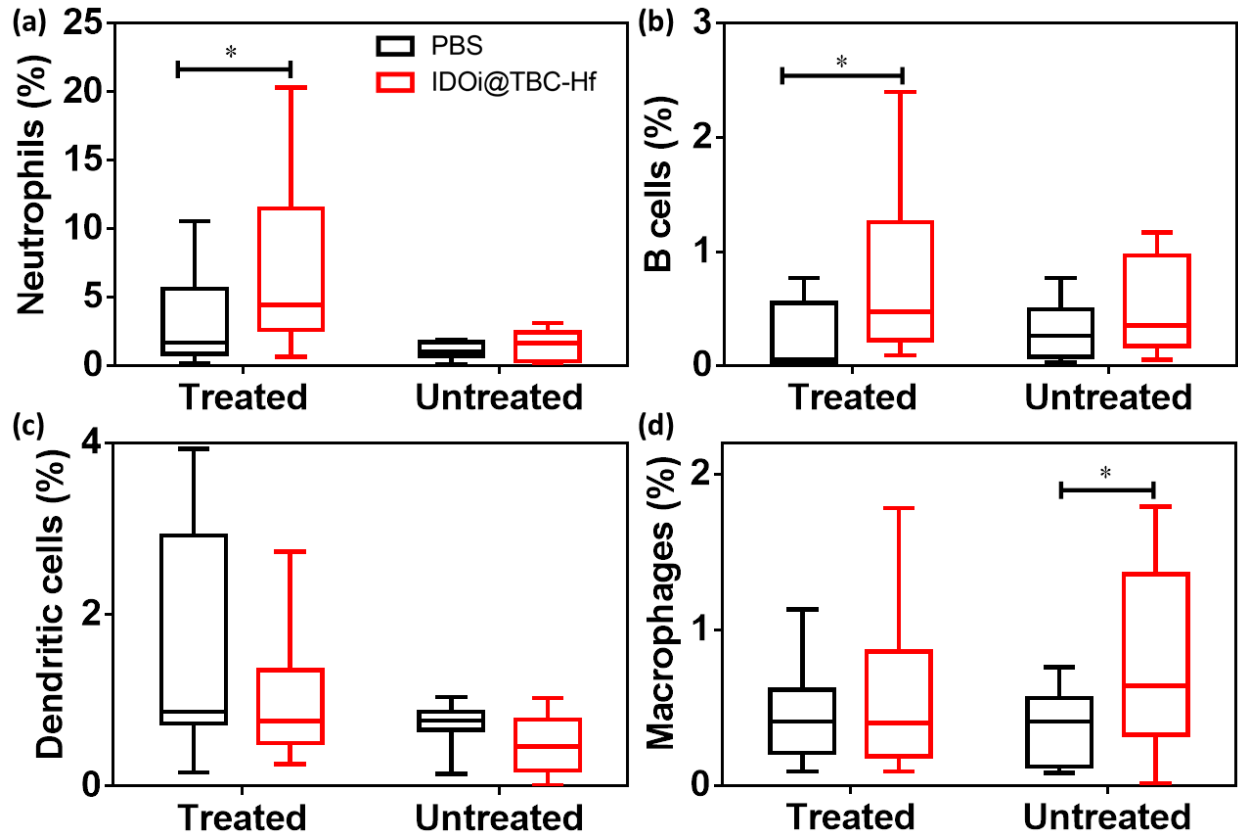 (a)
Neutrophils (%)
25
20
15
10
5
0
*
PBS
IDOi@TBC-Hf
Treated
Untreated
(b)
B cells (%)
3
2
1
0
*
Treated
Untreated
(c)
Dendritic cells (%)
4
2
0
Treated
Untreated
(d)
Macrophages (%)
2
1
0
*
Treated
Untreated